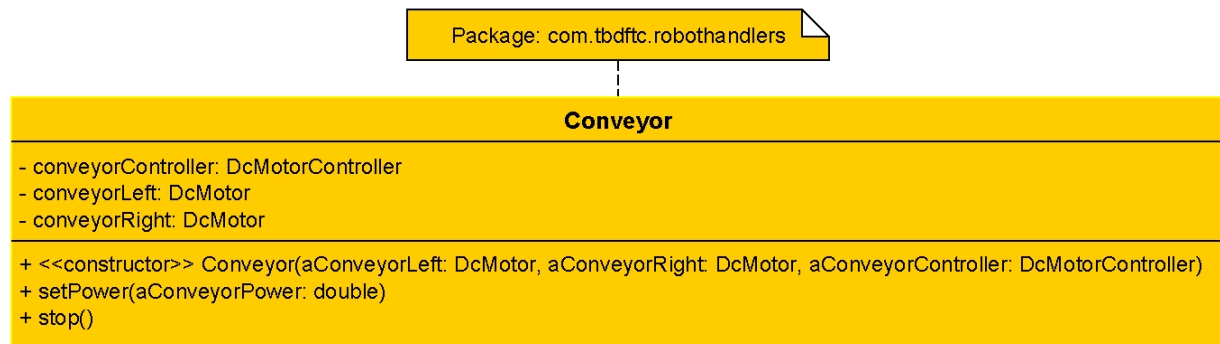 Package: com.tbdftc.robothandlers
Conveyor
- conveyorController: DcMotorController
- conveyorLeft: DcMotor
- conveyorRight: DcMotor
+ <<constructor>> Conveyor(aConveyorLeft: DcMotor, aConveyorRight: DcMotor, aConveyorController: DcMotorController)
+ setPower(aConveyorPower: double)
+ stop()